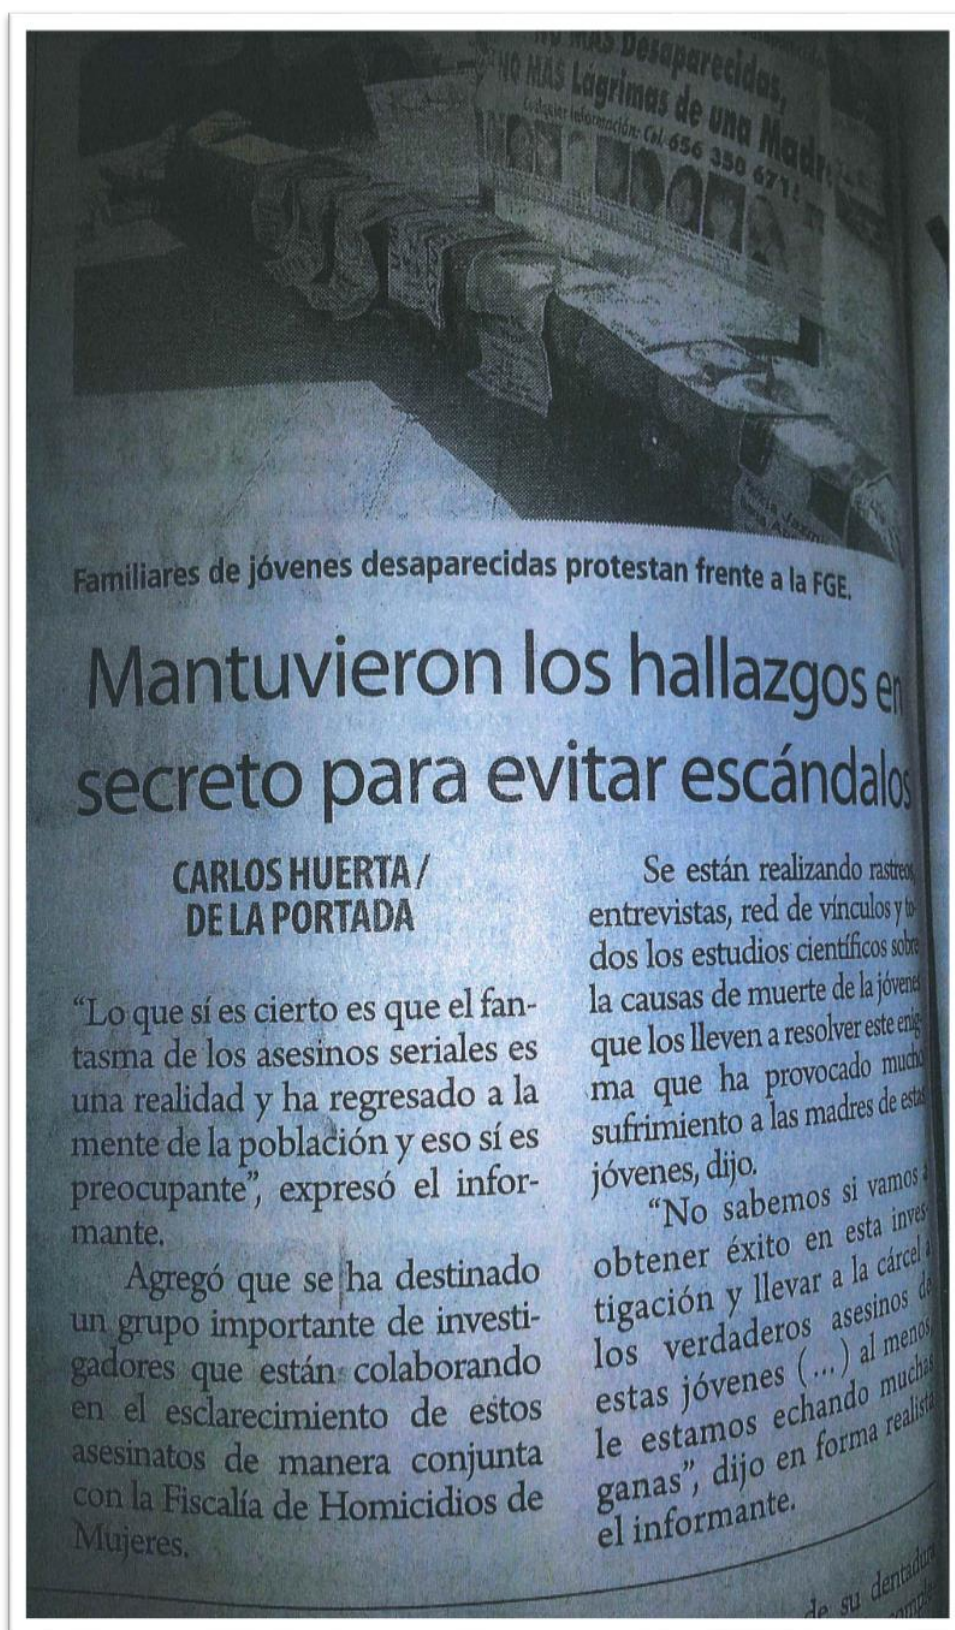 NO MÁS Desaparecidas,
NO MÁS Lágrimas de una Madr
Cualquier información: Cel. 656 350 671
Familiares de jóvenes desaparecidas protestan frente a la FGE.
Mantuvieron los hallazgos en
secreto para evitar escándalos
CARLOS HUERTA/
DE LA PORTADA
“Lo que sí es cierto es que el fan-
tasma de los asesinos seriales es
una realidad y ha regresado a la
mente de la población y eso sí es
preocupante”, expresó el infor-
mante.
Agregó que se ha destinado
un grupo importante de investi-
gadores que están colaborando
en el esclarecimiento de estos
asesinatos de manera conjunta
con la Fiscalía de Homicidios de
Mujeres.
Se están realizando rastreos,
entrevistas, red de vínculos y to-
dos los estudios científicos sobre
la causas de muerte de la jóvenes
que los lleven a resolver este enig-
ma que ha provocado mucho
sufrimiento a las madres de estas
jóvenes, dijo.
“No sabemos si vamos a
obtener éxito en esta inves-
tigación y llevar a la cárcel a
los verdaderos asesinos de
estas jóvenes (...) al menos,
le estamos echando muchas
ganas”, dijo en forma realista
el informante.
de su dentadura